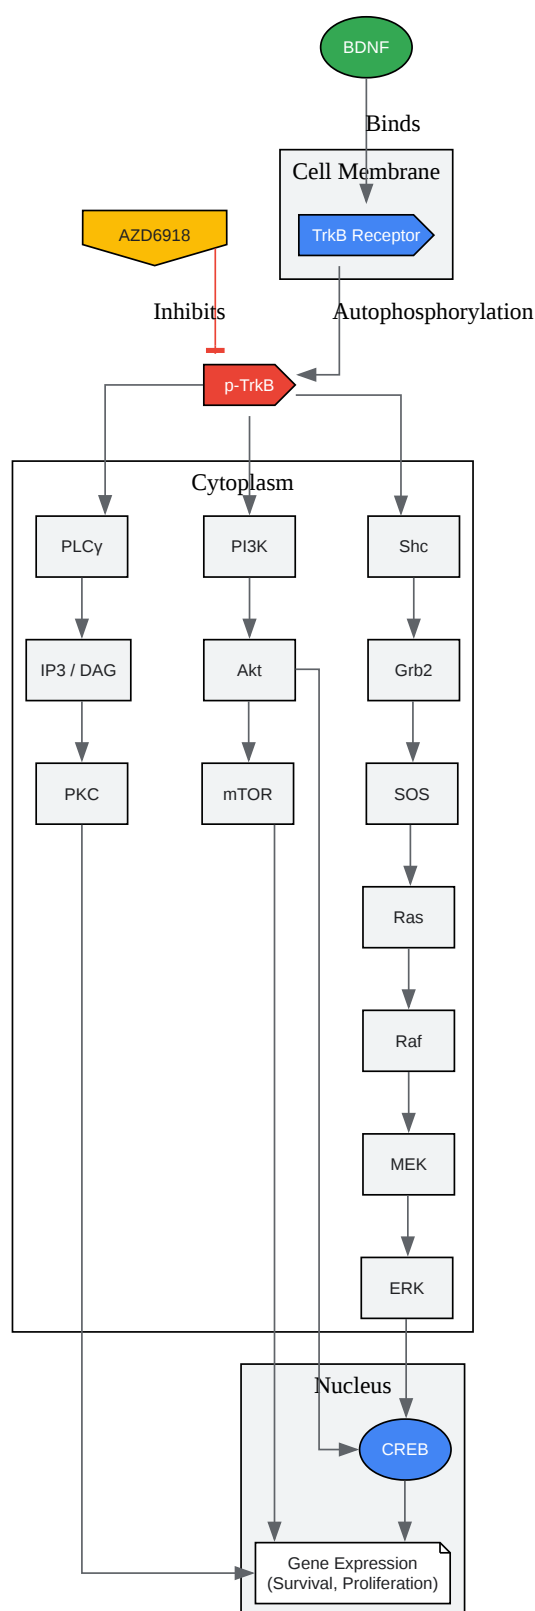 BDNF
Binds
Cell Membrane
TrkB Receptor
AZD6918
Inhibits
Autophosphorylation
p-TrkB
Cytoplasm
PLCγ
PI3K
Shc
IP3 / DAG
Akt
Grb2
PKC
mTOR
SOS
Ras
Raf
MEK
ERK
Nucleus
CREB
Gene Expression
(Survival, Proliferation)